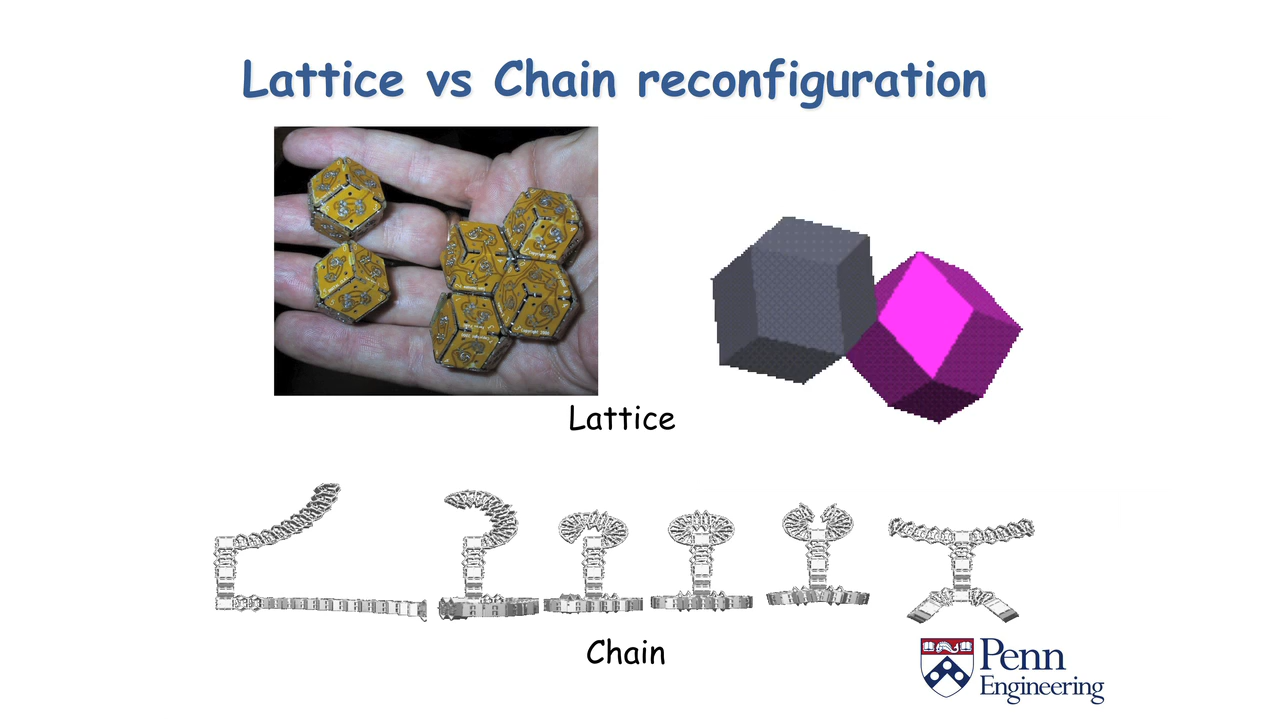 Lattice vs Chain reconfiguration
Lattice
Chain
Penn
Engineering